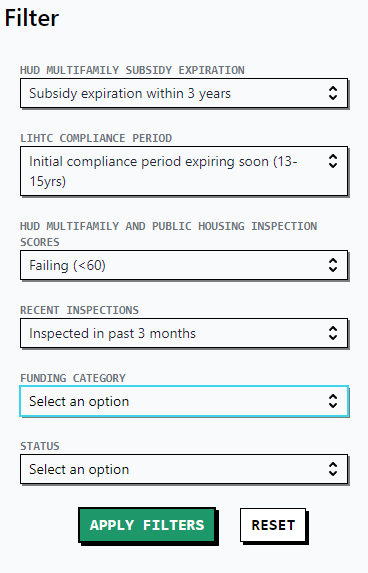 Filter
HUD MULTIFAMILY SUBSIDY EXPIRATION
Subsidy expiration within 3 years
LIHTC COMPLIANCE PERIOD
Initial compliance period expiring soon (13-
15yrs)
HUD MULTIFAMILY AND PUBLIC HOUSING INSPECTION
SCORES
Failing (<60)
RECENT INSPECTIONS
Inspected in past 3 months
FUNDING CATEGORY
Select an option
STATUS
Select an option
APPLY FILTERS RESET